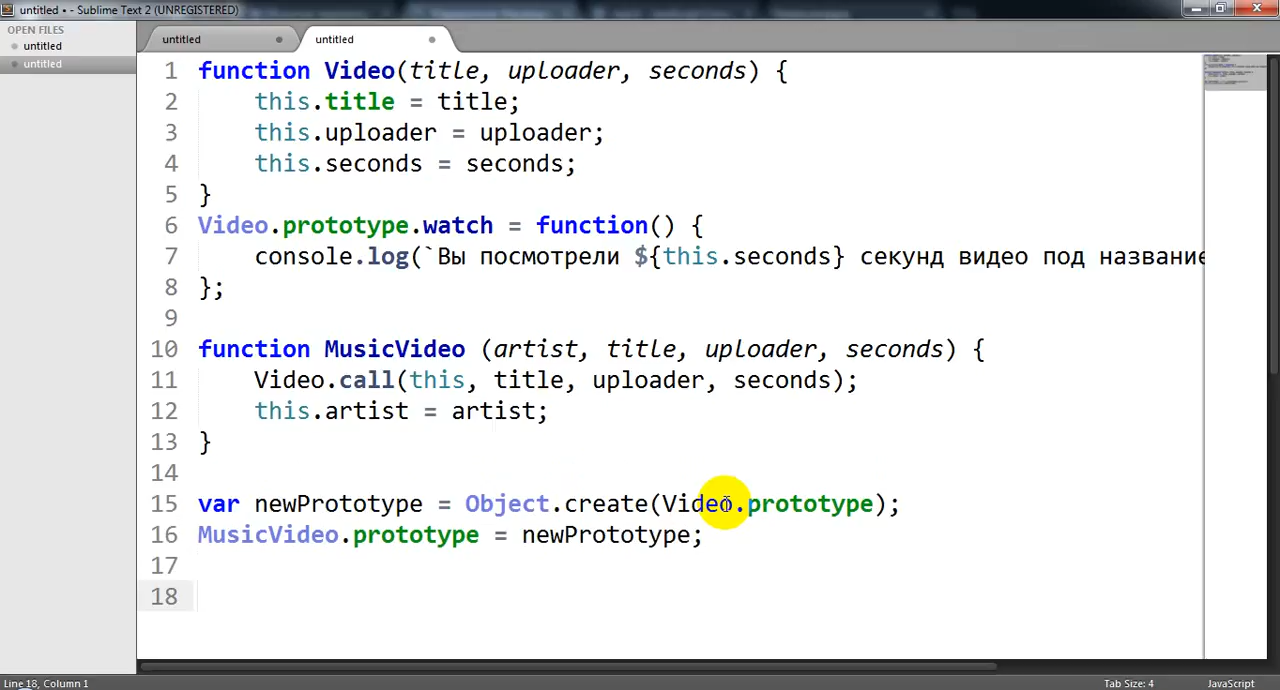 untitled • - Sublime Text 2 (UNREGISTERED)
OPEN FILES
untitled
untitled
untitled
untitled
1 function Video(title, uploader, seconds) {
2 this.title = title;
3 this.uploader = uploader;
4 this.seconds = seconds;
5 }
6 Video.prototype.watch = function() {
7 console.log(`Вы посмотрели ${this.seconds} секунд видео под название
8 };
9
10 function MusicVideo (artist, title, uploader, seconds) {
11 Video.call(this, title, uploader, seconds);
12 this.artist = artist;
13 }
14
15 var newPrototype = Object.create(Video.prototype);
16 MusicVideo.prototype = newPrototype;
17
18
Line 18, Column 1
Tab Size: 4
JavaScript